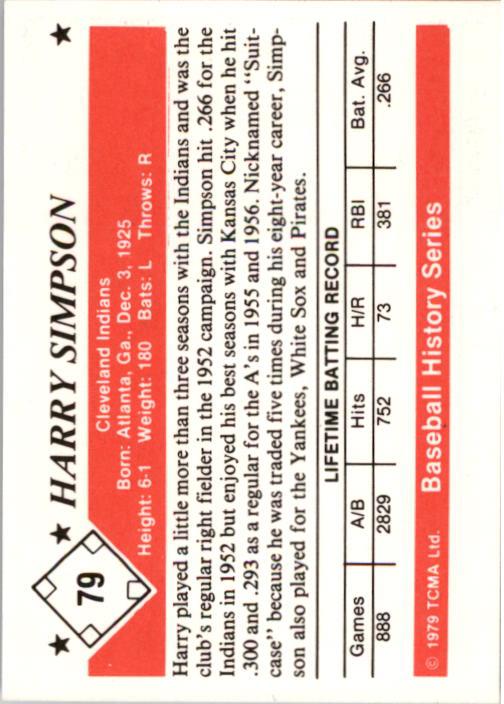 79
HARRY SIMPSON
Cleveland Indians
Born: Atlanta, Ga., Dec. 3, 1925
Height: 6-1 Weight: 180 Bats: L Throws: R
Harry played a little more than three seasons with the Indians and was the
club's regular right fielder in the 1952 campaign. Simpson hit .266 for the
Indians in 1952 but enjoyed his best seasons with Kansas City when he hit
.300 and .293 as a regular for the A's in 1955 and 1956. Nicknamed "Suit-
case" because he was traded five times during his eight-year career, Simp-
son also played for the Yankees, White Sox and Pirates.
LIFETIME BATTING RECORD
Games A/B Hits H/R RBI Bat. Avg.
888 2829 752 73 381 .266
© 1979 TCMA Ltd. Baseball History Series